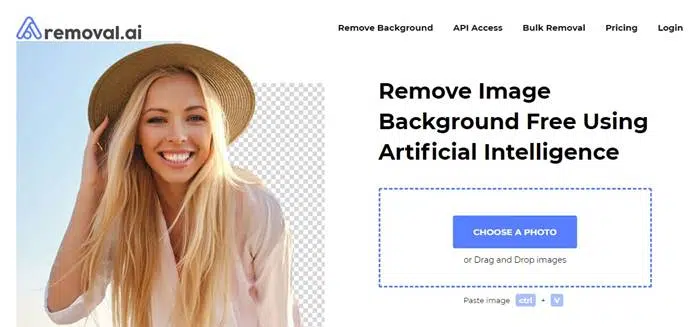 removal.ai
Remove Background API Access Bulk Removal Pricing Login
Remove Image
Background Free Using
Artificial Intelligence
CHOOSE A PHOTO
or Drag and Drop images
Paste image ctrl + V